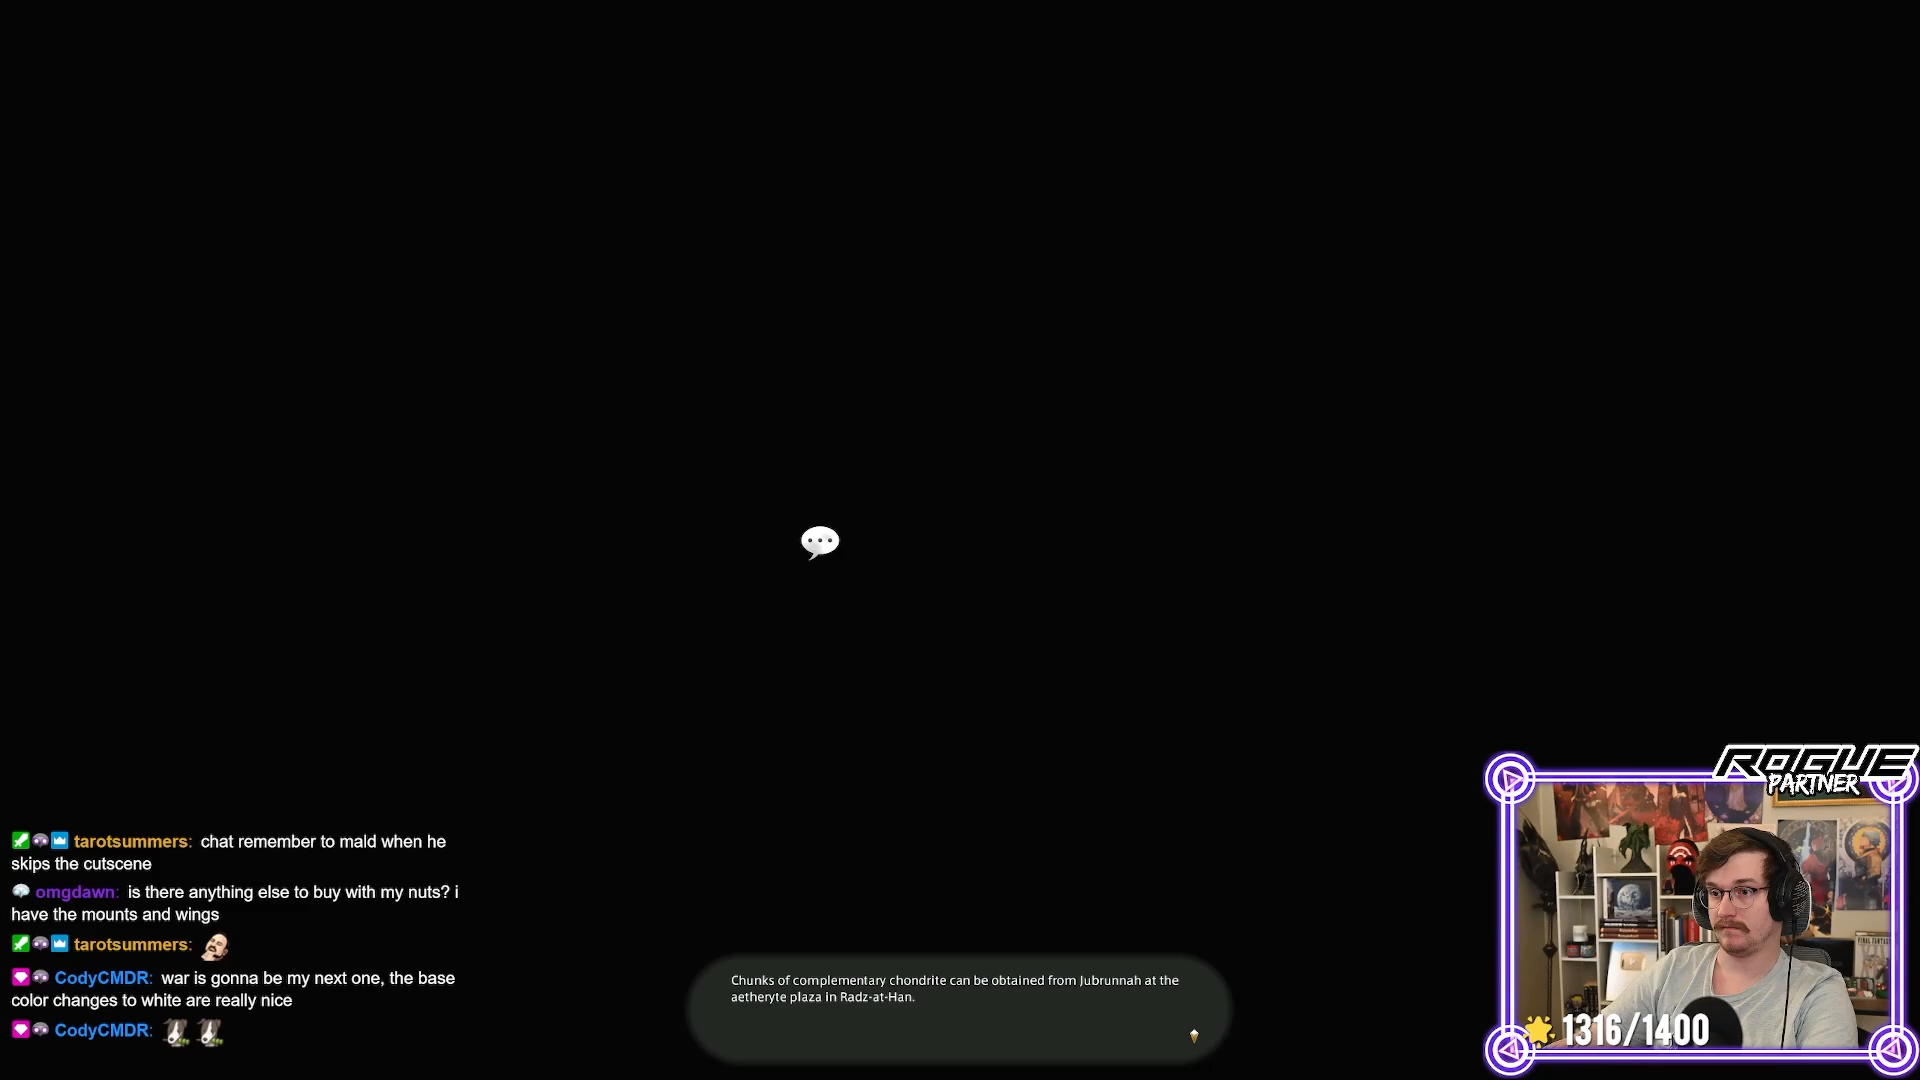 tarotsummers: chat remember to mald when he
skips the cutscene
omgdawn: is there anything else to buy with my nuts? i
have the mounts and wings
tarotsummers:
CodyCMDR: war is gonna be my next one, the base
color changes to white are really nice
CodyCMDR:
Chunks of complementary chondrite can be obtained from Jubrunnah at the
aetheryte plaza in Radz-at-Han.
ROGUE
PARTNER
FINAL FANTASY
1316/1400